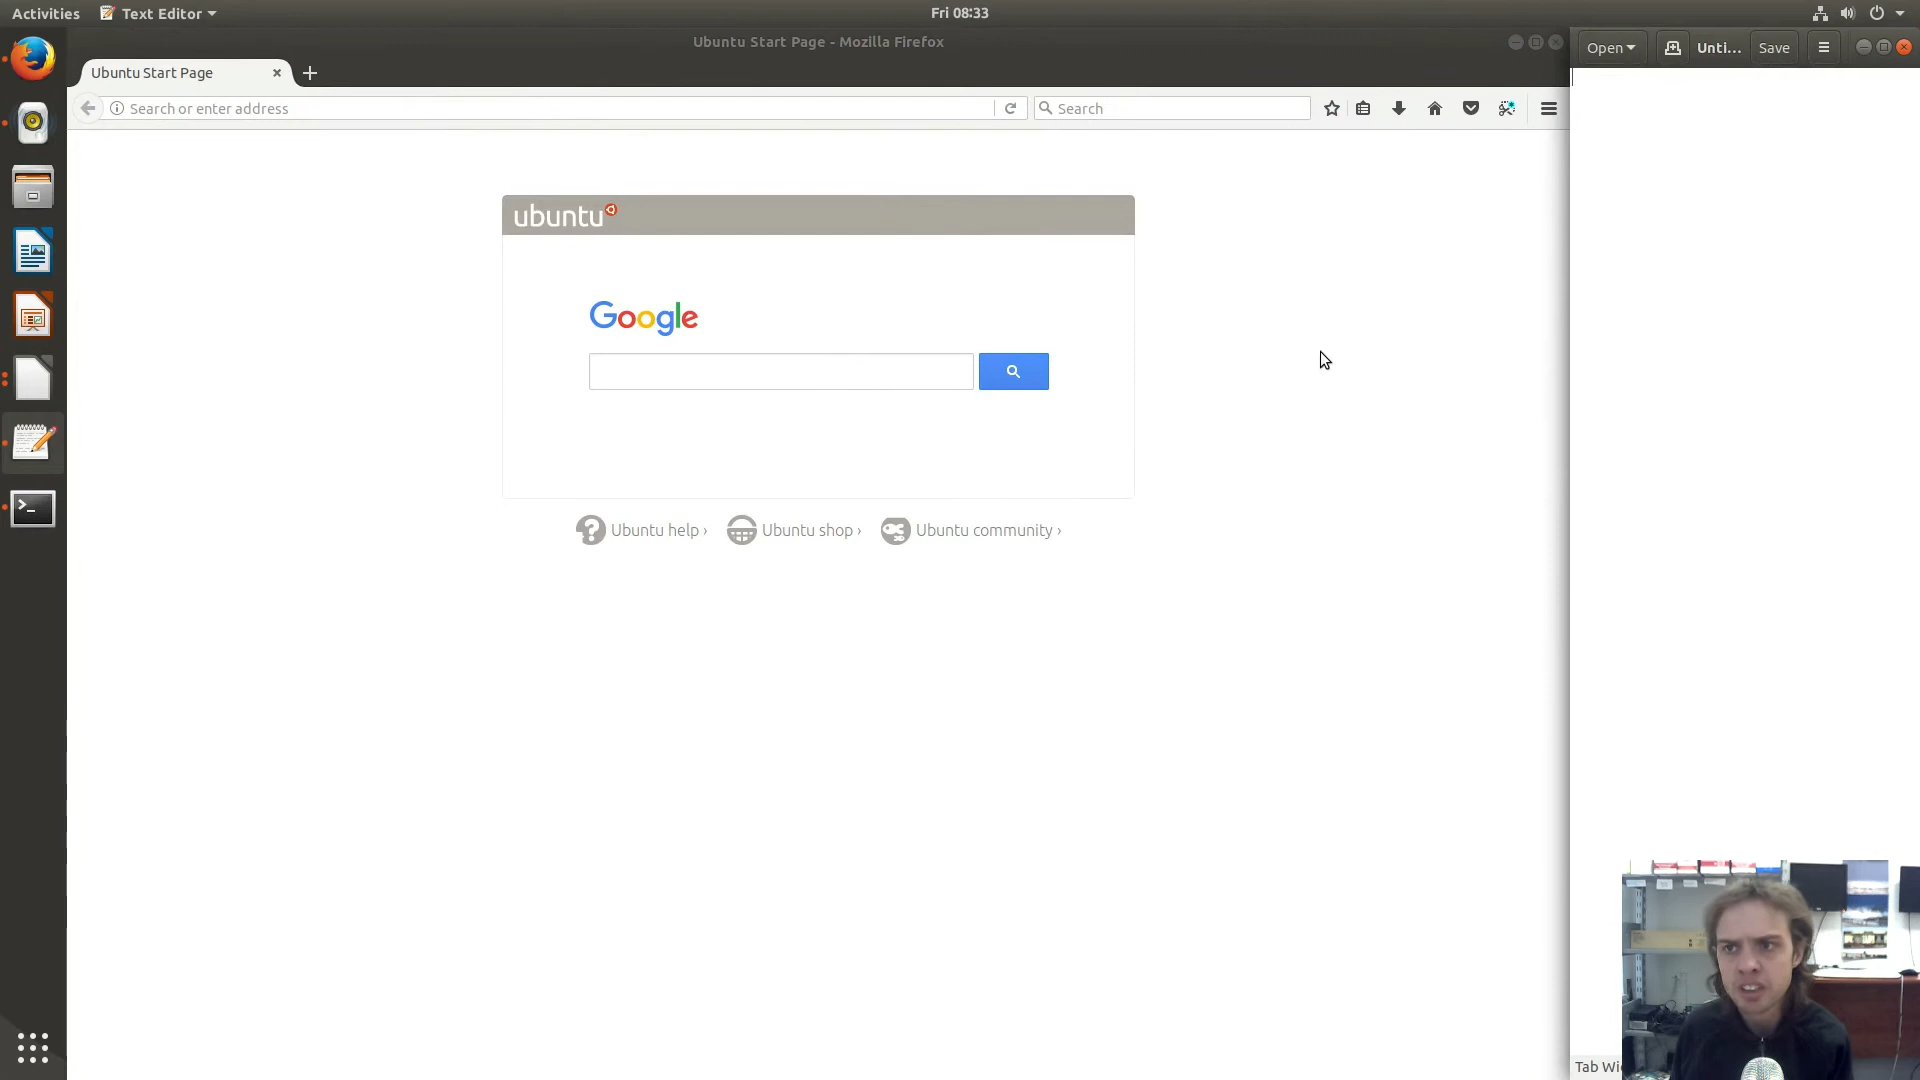 Activities
Text Editor
Fri 08:33
Ubuntu Start Page - Mozilla Firefox
Open
Unti...
Save
Ubuntu Start Page
Search or enter address
Search
ubuntu
Google
Ubuntu help ›
Ubuntu shop ›
Ubuntu community ›
Tab Wi